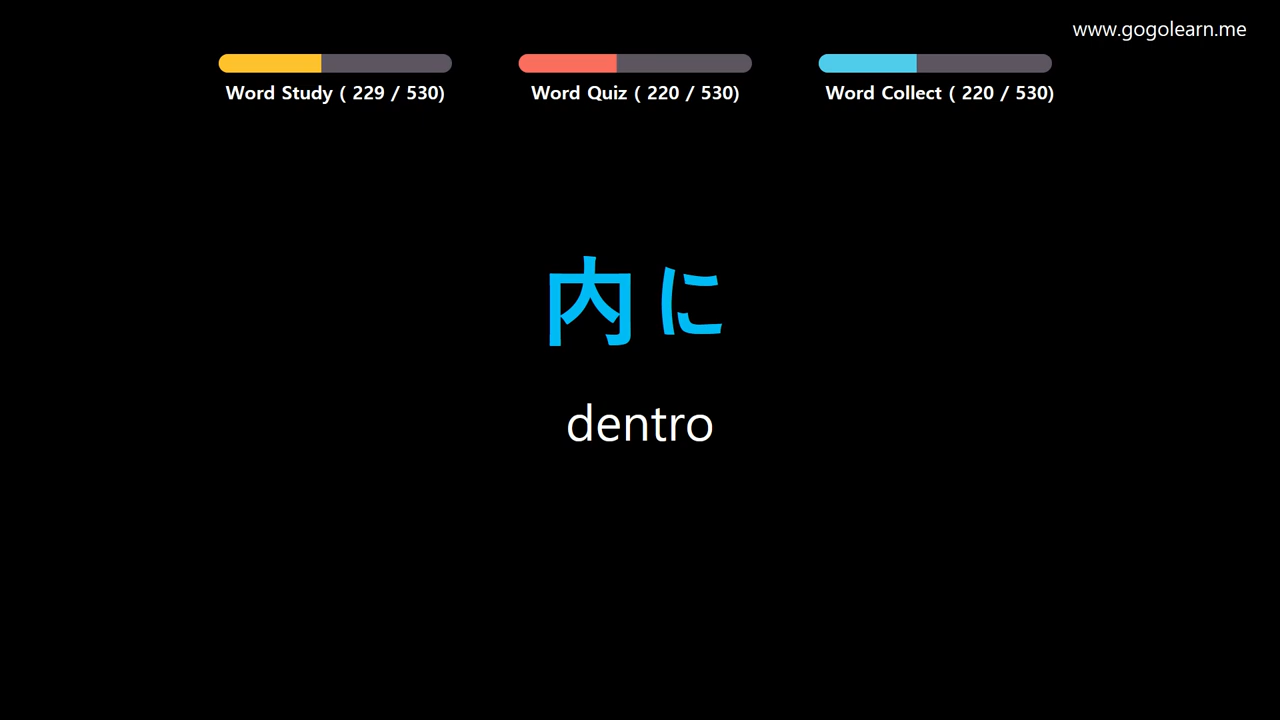 www.gogolearn.me
Word Study ( 229 / 530)
Word Quiz ( 220 / 530)
Word Collect ( 220 / 530)
内に
dentro